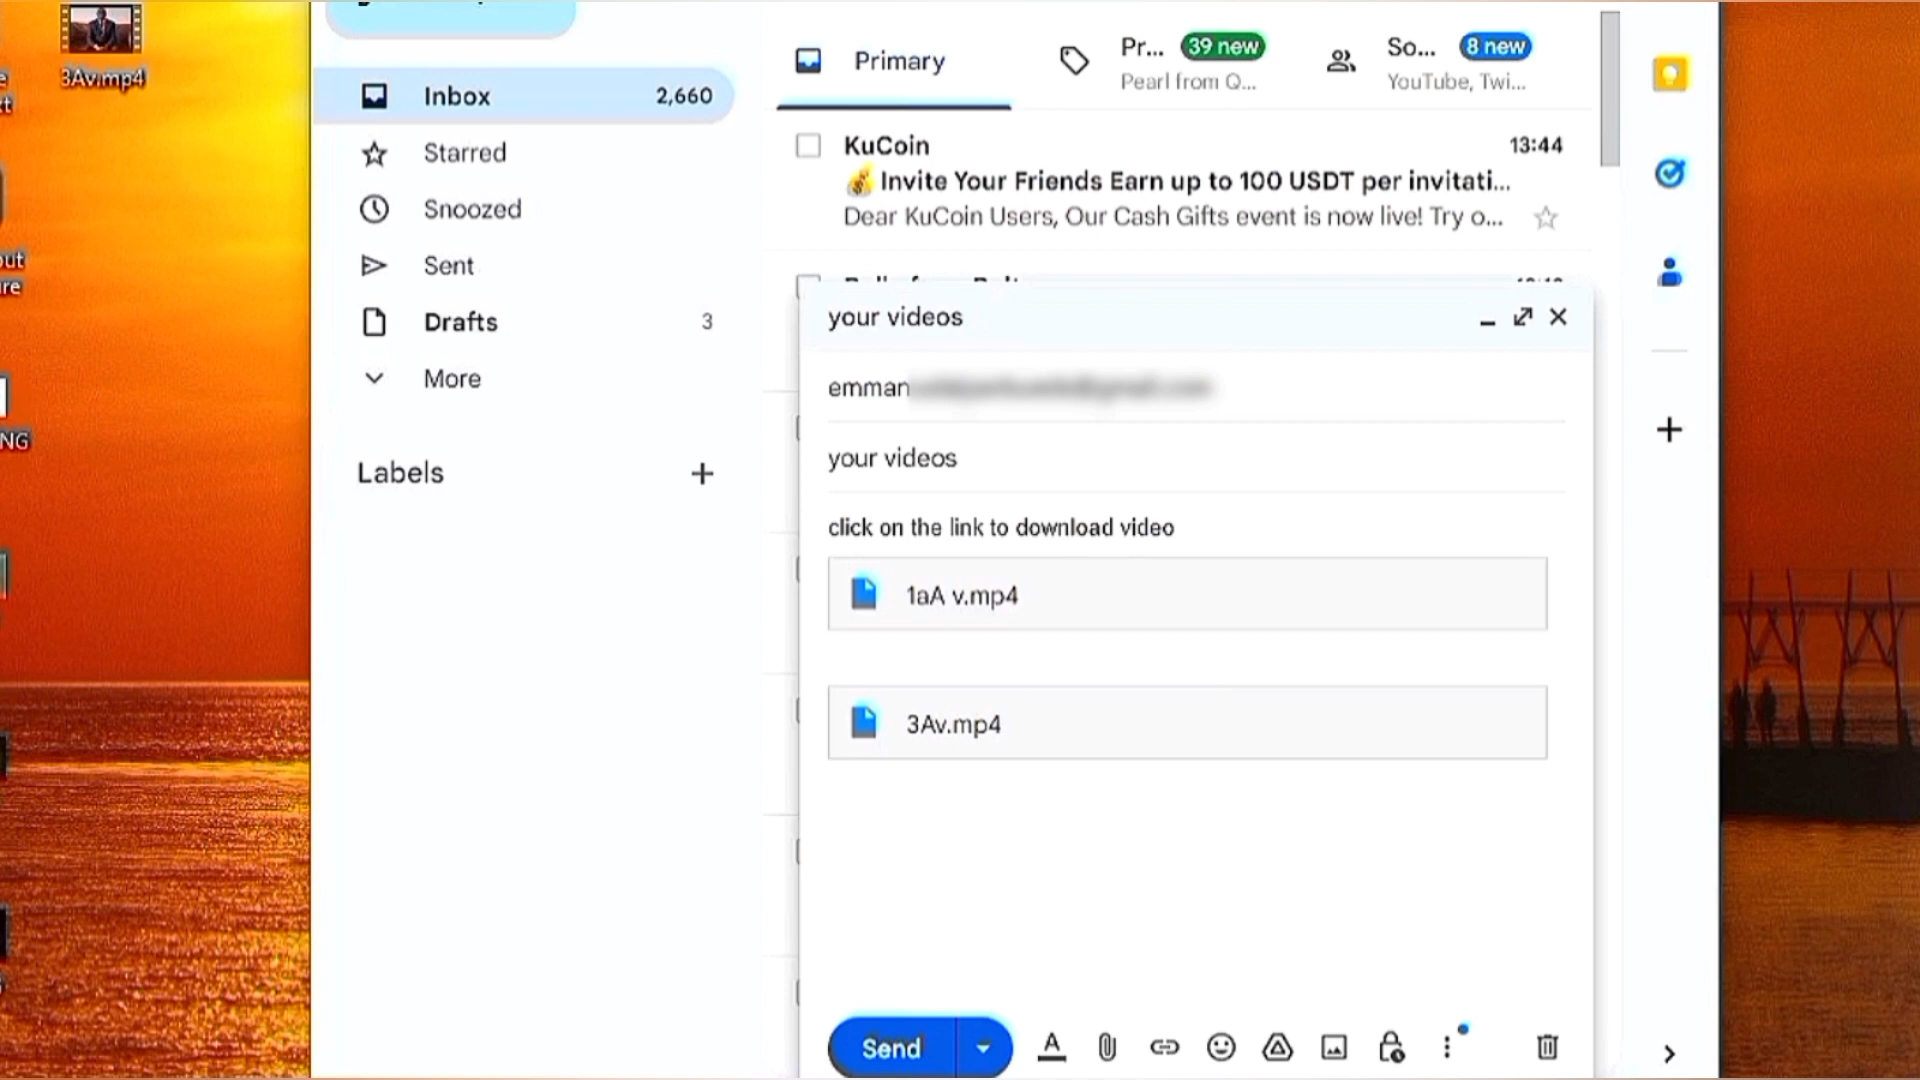 3Av.mp4
Inbox 2,660
Starred
Snoozed
Sent
Drafts 3
More
Labels
Primary
Pr... 39 new
Pearl from Q...
So... 8 new
YouTube, Twi...
KuCoin 13:44
💰 Invite Your Friends Earn up to 100 USDT per invitati...
Dear KuCoin Users, Our Cash Gifts event is now live! Try o...
your videos
emman
your videos
click on the link to download video
1aA v.mp4
3Av.mp4
Send
NG